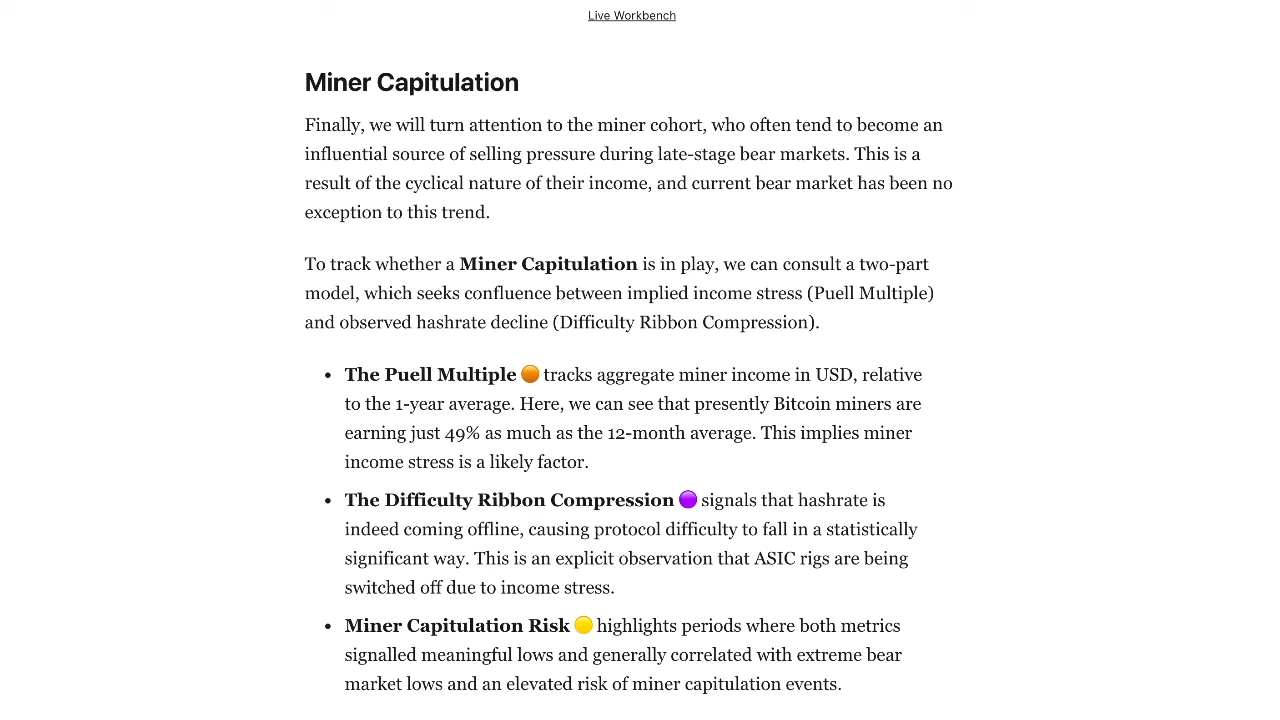 Live Workbench
Miner Capitulation
Finally, we will turn attention to the miner cohort, who often tend to become an
influential source of selling pressure during late-stage bear markets. This is a
result of the cyclical nature of their income, and current bear market has been no
exception to this trend.
To track whether a Miner Capitulation is in play, we can consult a two-part
model, which seeks confluence between implied income stress (Puell Multiple)
and observed hashrate decline (Difficulty Ribbon Compression).
• The Puell Multiple 🟠 tracks aggregate miner income in USD, relative
to the 1-year average. Here, we can see that presently Bitcoin miners are
earning just 49% as much as the 12-month average. This implies miner
income stress is a likely factor.
• The Difficulty Ribbon Compression 🟣 signals that hashrate is
indeed coming offline, causing protocol difficulty to fall in a statistically
significant way. This is an explicit observation that ASIC rigs are being
switched off due to income stress.
• Miner Capitulation Risk 🟡 highlights periods where both metrics
signalled meaningful lows and generally correlated with extreme bear
market lows and an elevated risk of miner capitulation events.